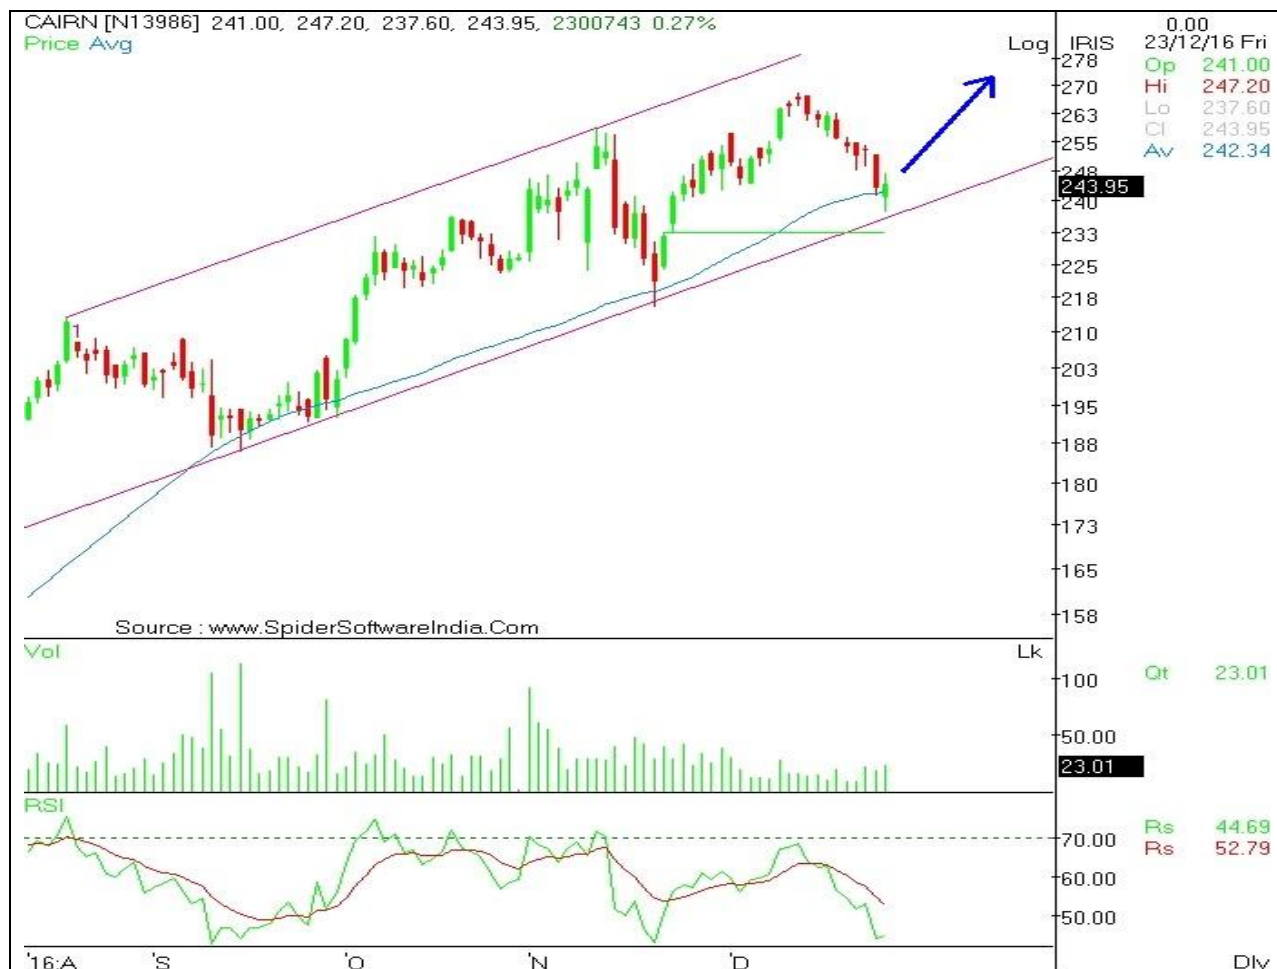 CAIRN [N13986] 241.00, 247.20, 237.60, 243.95, 2300743 0.27%
Price Avg
Log
IRIS
0.00
23/12/16 Fri
Op 241.00
Hi 247.20
Lo 237.60
Cl 243.95
Av 242.34
278
270
263
255
248
243.95
240
233
225
218
210
203
195
188
180
173
165
158
1
Source : www.SpiderSoftwareIndia.Com
Vol
Lk
100
50.00
23.01
Qt 23.01
RSI
70.00
60.00
50.00
Rs 44.69
Rs 52.79
'16:A 'S 'O 'N 'D
Dly